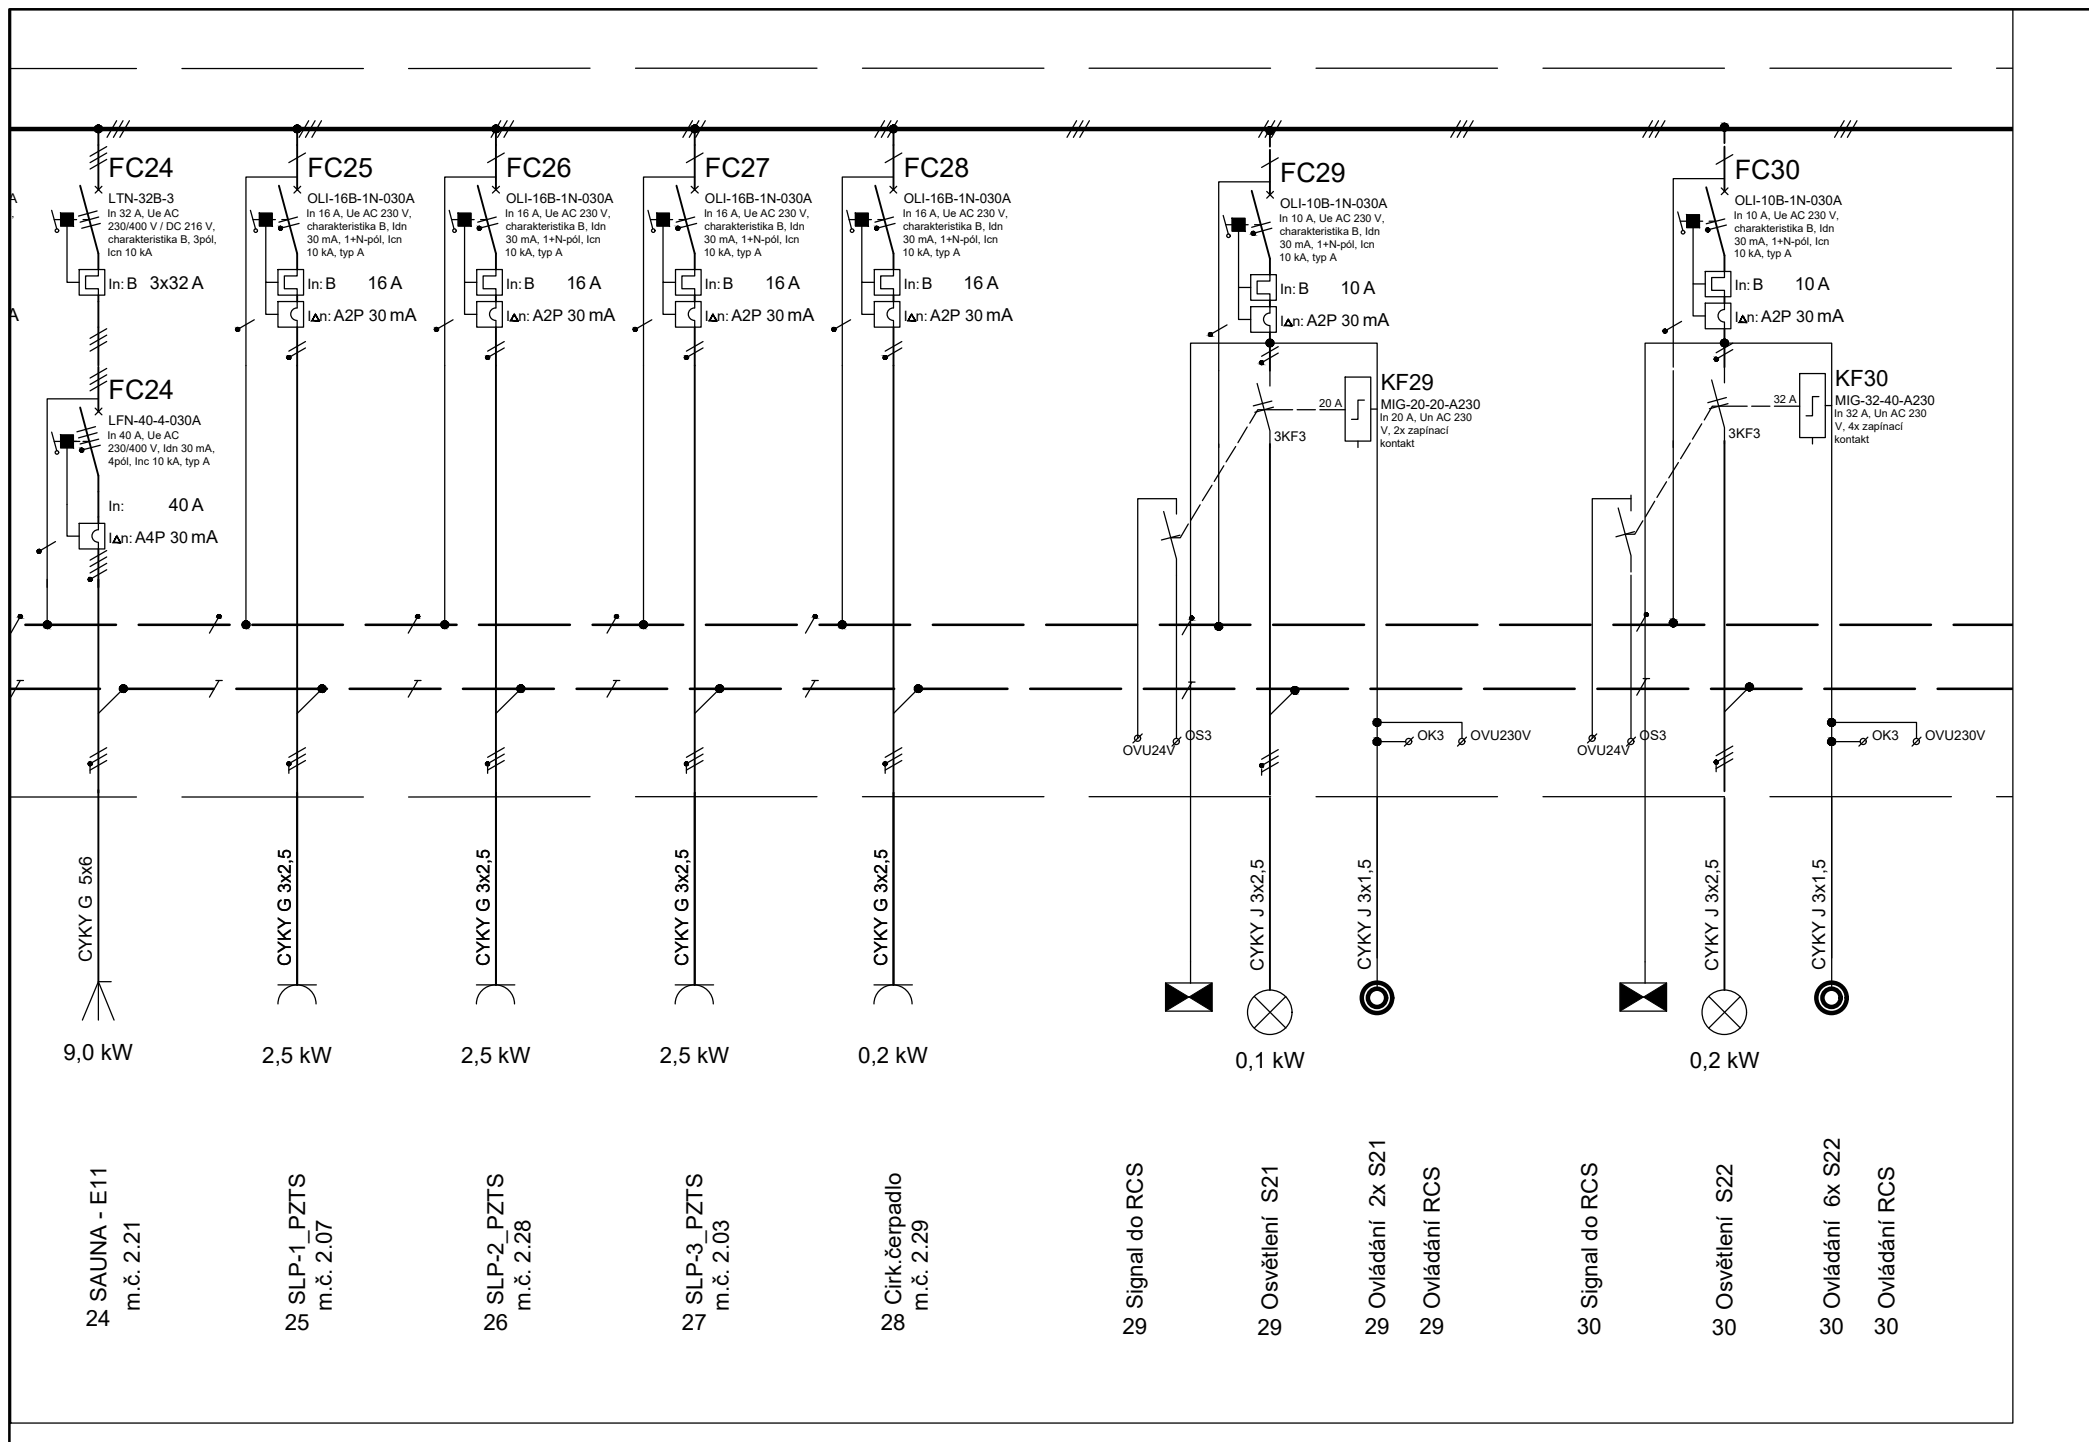 FC24
LTN-32B-3
In 32 A, Ue AC
230/400 V / DC 216 V,
charakteristika B, 3pól,
Icn 10 kA
In: B 3x32 A
FC24
LFN-40-4-030A
In 40 A, Ue AC
230/400 V, Idn 30 mA,
4pól, Inc 10 kA, typ A
In: 40 A
I∆n: A4P 30 mA
FC25
OLI-16B-1N-030A
In 16 A, Ue AC 230 V,
charakteristika B, Idn
30 mA, 1+N-pól, Icn
10 kA, typ A
In: B 16 A
I∆n: A2P 30 mA
FC26
OLI-16B-1N-030A
In 16 A, Ue AC 230 V,
charakteristika B, Idn
30 mA, 1+N-pól, Icn
10 kA, typ A
In: B 16 A
I∆n: A2P 30 mA
FC27
OLI-16B-1N-030A
In 16 A, Ue AC 230 V,
charakteristika B, Idn
30 mA, 1+N-pól, Icn
10 kA, typ A
In: B 16 A
I∆n: A2P 30 mA
FC28
OLI-16B-1N-030A
In 16 A, Ue AC 230 V,
charakteristika B, Idn
30 mA, 1+N-pól, Icn
10 kA, typ A
In: B 16 A
I∆n: A2P 30 mA
FC29
OLI-10B-1N-030A
In 10 A, Ue AC 230 V,
charakteristika B, Idn
30 mA, 1+N-pól, Icn
10 kA, typ A
In: B 10 A
I∆n: A2P 30 mA
KF29
MIG-20-20-A230
In 20 A, Un AC 230
V, 2x zapínací
kontakt
20 A
3KF3
OVU24V
OS3
OK3
OVU230V
FC30
OLI-10B-1N-030A
In 10 A, Ue AC 230 V,
charakteristika B, Idn
30 mA, 1+N-pól, Icn
10 kA, typ A
In: B 10 A
I∆n: A2P 30 mA
KF30
MIG-32-40-A230
In 32 A, Un AC 230
V, 4x zapínací
kontakt
32 A
3KF3
OVU24V
OS3
OK3
OVU230V
CYKY G 5x6
CYKY G 3x2,5
CYKY G 3x2,5
CYKY G 3x2,5
CYKY G 3x2,5
CYKY J 3x2,5
CYKY J 3x1,5
CYKY J 3x2,5
CYKY J 3x1,5
9,0 kW
2,5 kW
2,5 kW
2,5 kW
0,2 kW
0,1 kW
0,2 kW
24 SAUNA - E11
m.č. 2.21
25 SLP-1_PZTS
m.č. 2.07
26 SLP-2_PZTS
m.č. 2.28
27 SLP-3_PZTS
m.č. 2.03
28 Cirk.čerpadlo
m.č. 2.29
29 Signal do RCS
29 Osvětlení S21
29 Ovládání 2x S21
29 Ovládání RCS
30 Signal do RCS
30 Osvětlení S22
30 Ovládání 6x S22
30 Ovládání RCS